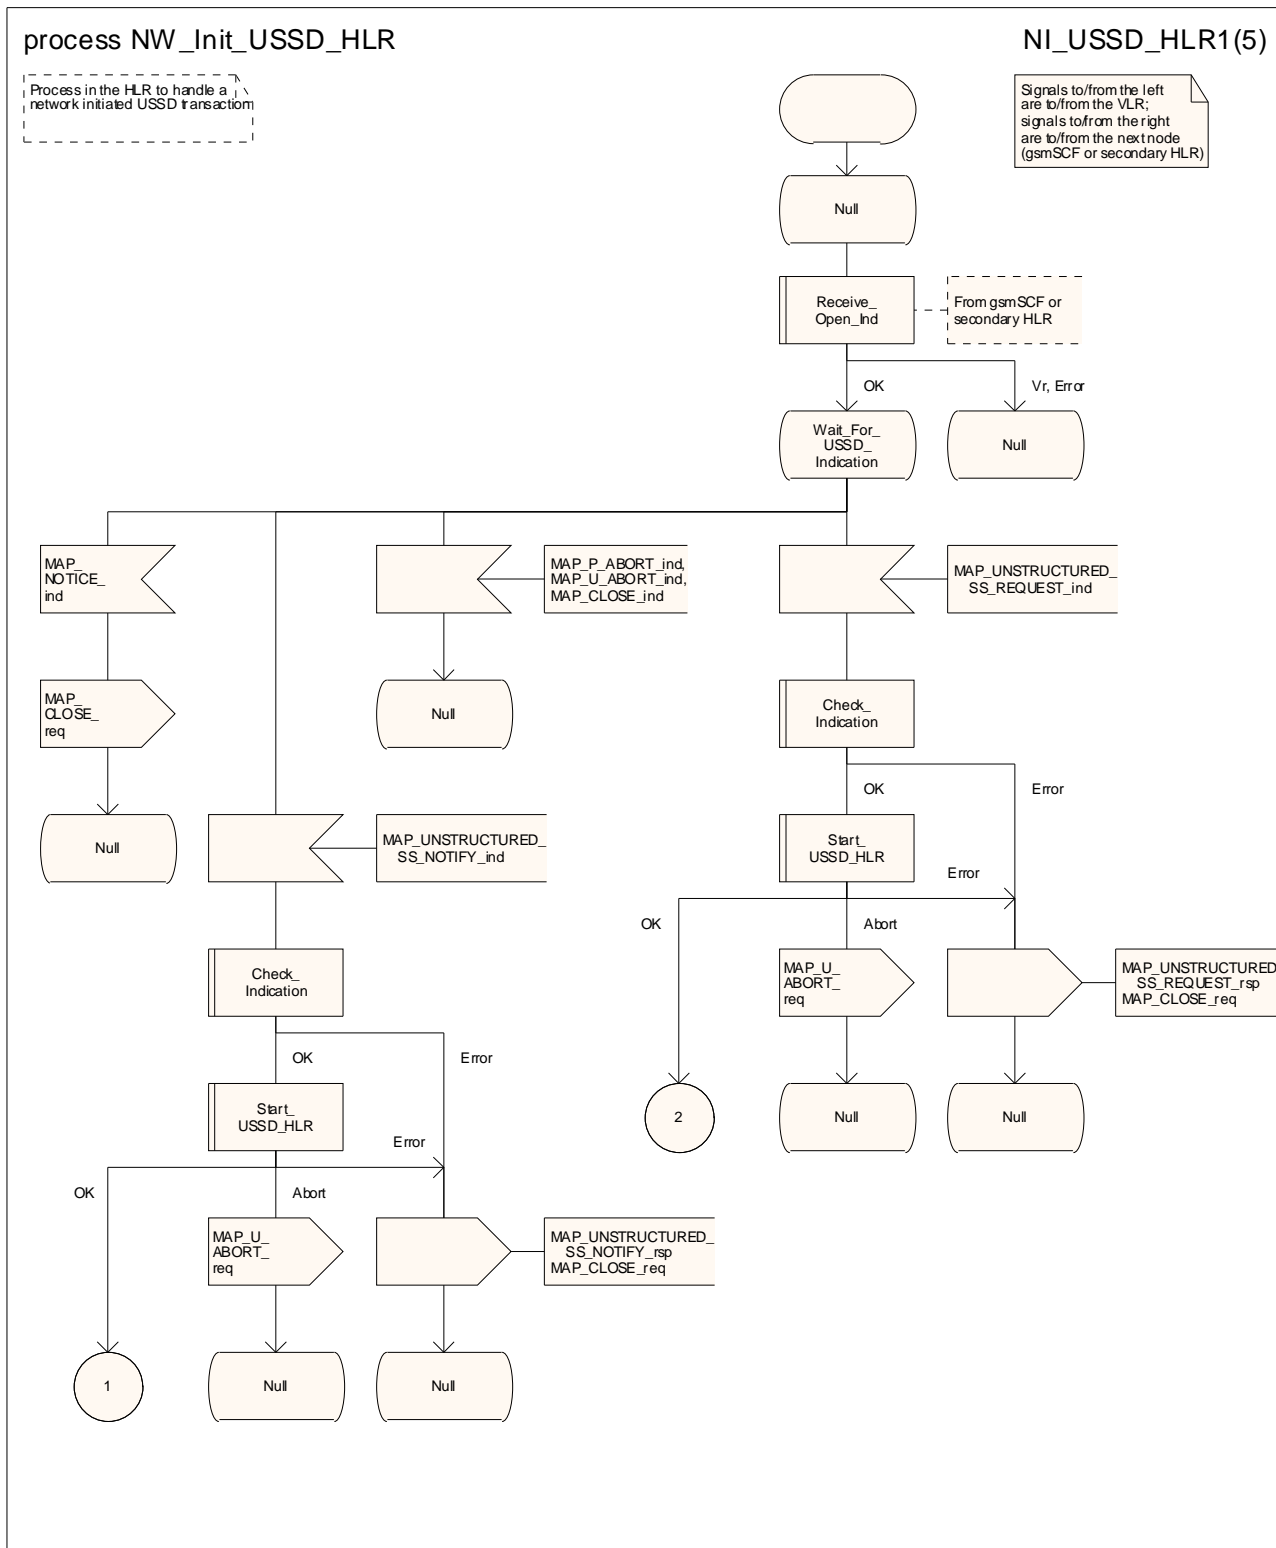 process NW_Init_USSD_HLR
NI_USSD_HLR1(5)
Process in the HLR to handle a
network initiated USSD transaction
Signals to/from the left
are to/from the VLR;
signals to/from the right
are to/from the next node
(gsmSCF or secondary HLR)
Null
Receive_
Open_Ind
From gsmSCF or
secondary HLR
OK
Vr, Error
Wait_For_
USSD_
Indication
Null
MAP_
NOTICE_
ind
MAP_P_ABORT_ind,
MAP_U_ABORT_ind,
MAP_CLOSE_ind
MAP_UNSTRUCTURED_
SS_REQUEST_ind
MAP_
CLOSE_
req
Null
Check_
Indication
OK
Error
Null
MAP_UNSTRUCTURED_
SS_NOTIFY_ind
Start_
USSD_HLR
Error
OK
Abort
Check_
Indication
MAP_U_
ABORT_
req
MAP_UNSTRUCTURED_
SS_REQUEST_rsp
MAP_CLOSE_req
OK
Error
Start_
USSD_HLR
2
Null
Null
Error
OK
Abort
MAP_U_
ABORT_
req
MAP_UNSTRUCTURED_
SS_NOTIFY_rsp
MAP_CLOSE_req
1
Null
Null